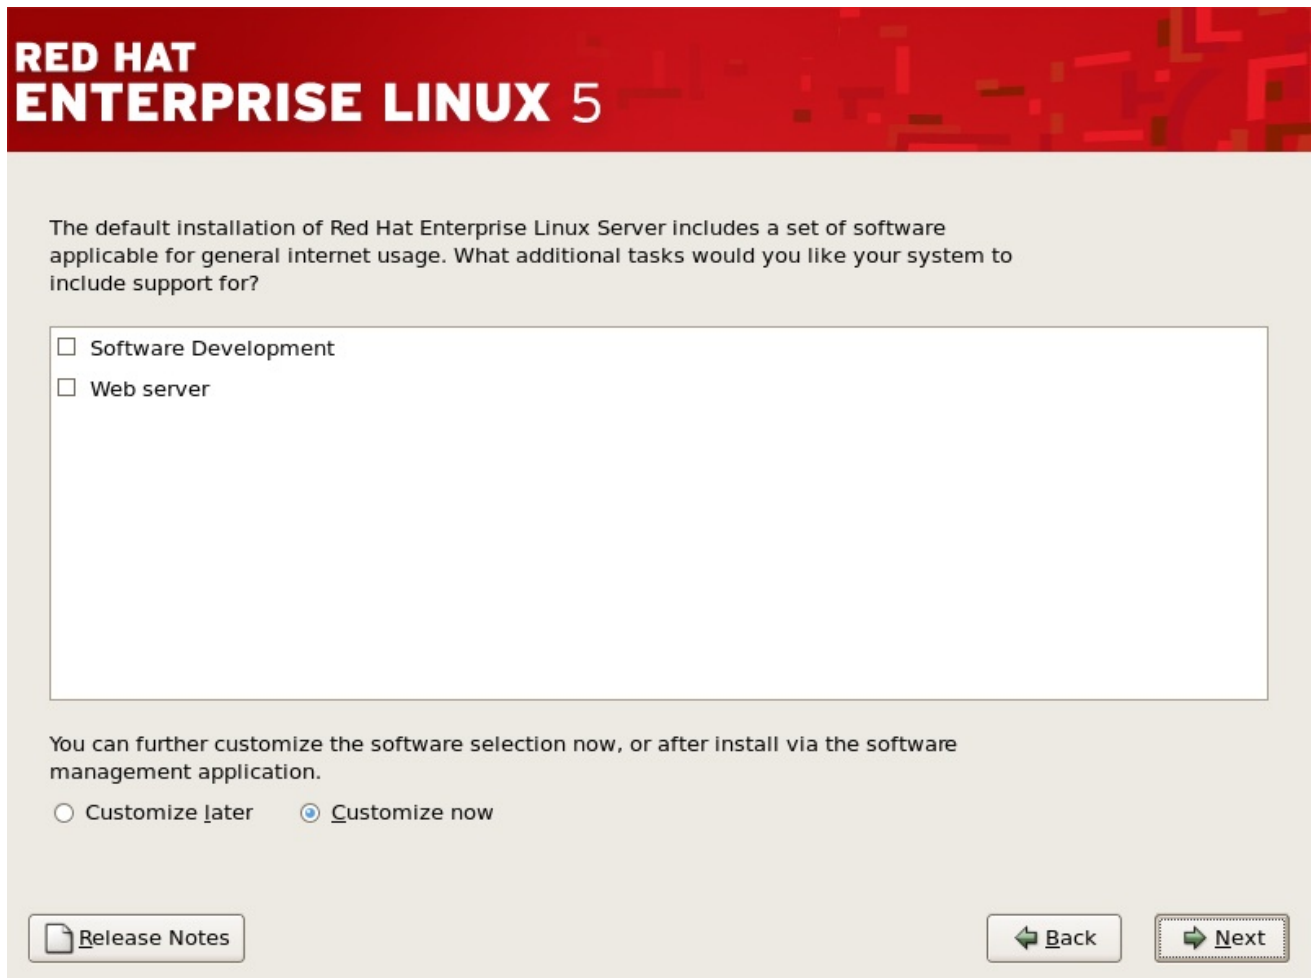 RED HAT
ENTERPRISE LINUX 5
The default installation of Red Hat Enterprise Linux Server includes a set of software
applicable for general internet usage. What additional tasks would you like your system to
include support for?
Software Development
Web server
You can further customize the software selection now, or after install via the software
management application.
Customize later Customize now
Release Notes Back Next